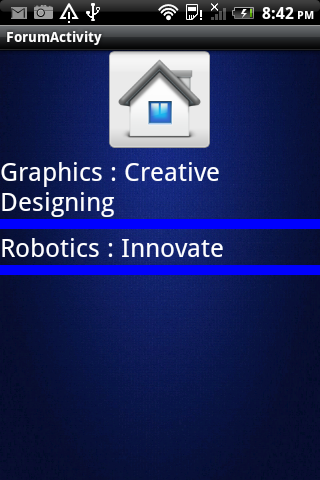 8:42 PM
ForumActivity
Graphics : Creative
Designing
Robotics : Innovate